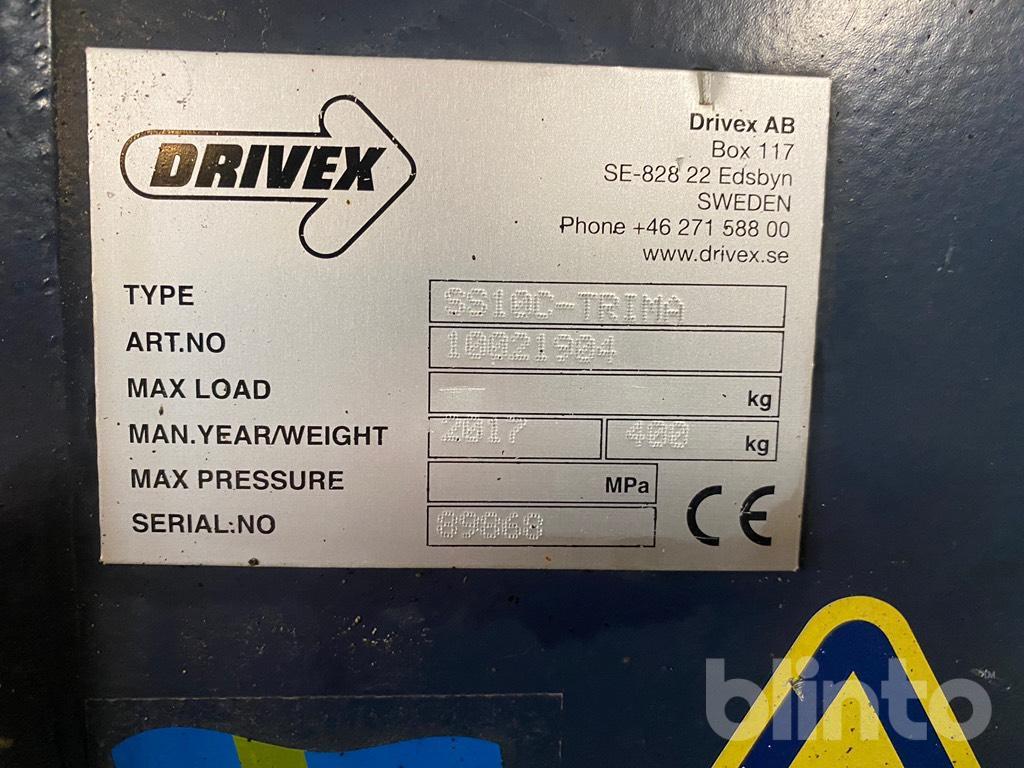 DRIVEX
Drivex AB
Box 117
SE-828 22 Edsbyn
SWEDEN
Phone +46 271 588 00
www.drivex.se
TYPE SS10C-TRIMA
ART.NO 10021904
MAX LOAD — kg
MAN.YEAR/WEIGHT 2017 400 kg
MAX PRESSURE MPa
SERIAL.NO 09060
CE
blinto™